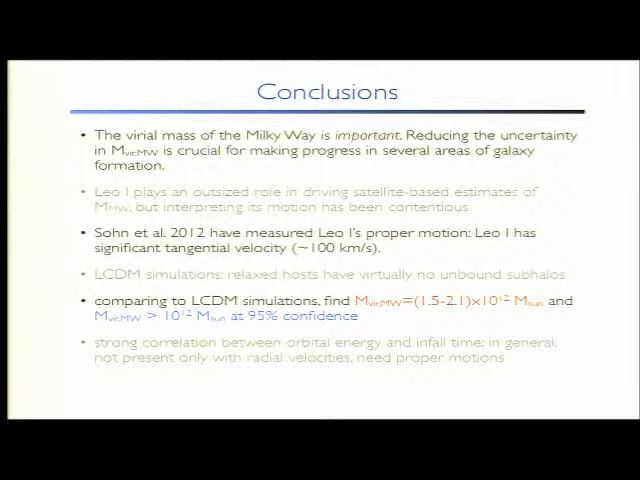 Conclusions
• The virial mass of the Milky Way is important. Reducing the uncertainty
in Mvir,MW is crucial for making progress in several areas of galaxy
formation.
• Leo I plays an outsized role in driving satellite-based estimates of
MMW, but interpreting its motion has been contentious
• Sohn et al. 2012 have measured Leo I's proper motion: Leo I has
significant tangential velocity (~100 km/s).
• LCDM simulations: relaxed hosts have virtually no unbound subhalos
• comparing to LCDM simulations, find Mvir,MW=(1.5-2.1)x10¹² Msun and
Mvir,MW > 10¹² Msun at 95% confidence
• strong correlation between orbital energy and infall time; in general,
not present only with radial velocities, need proper motions